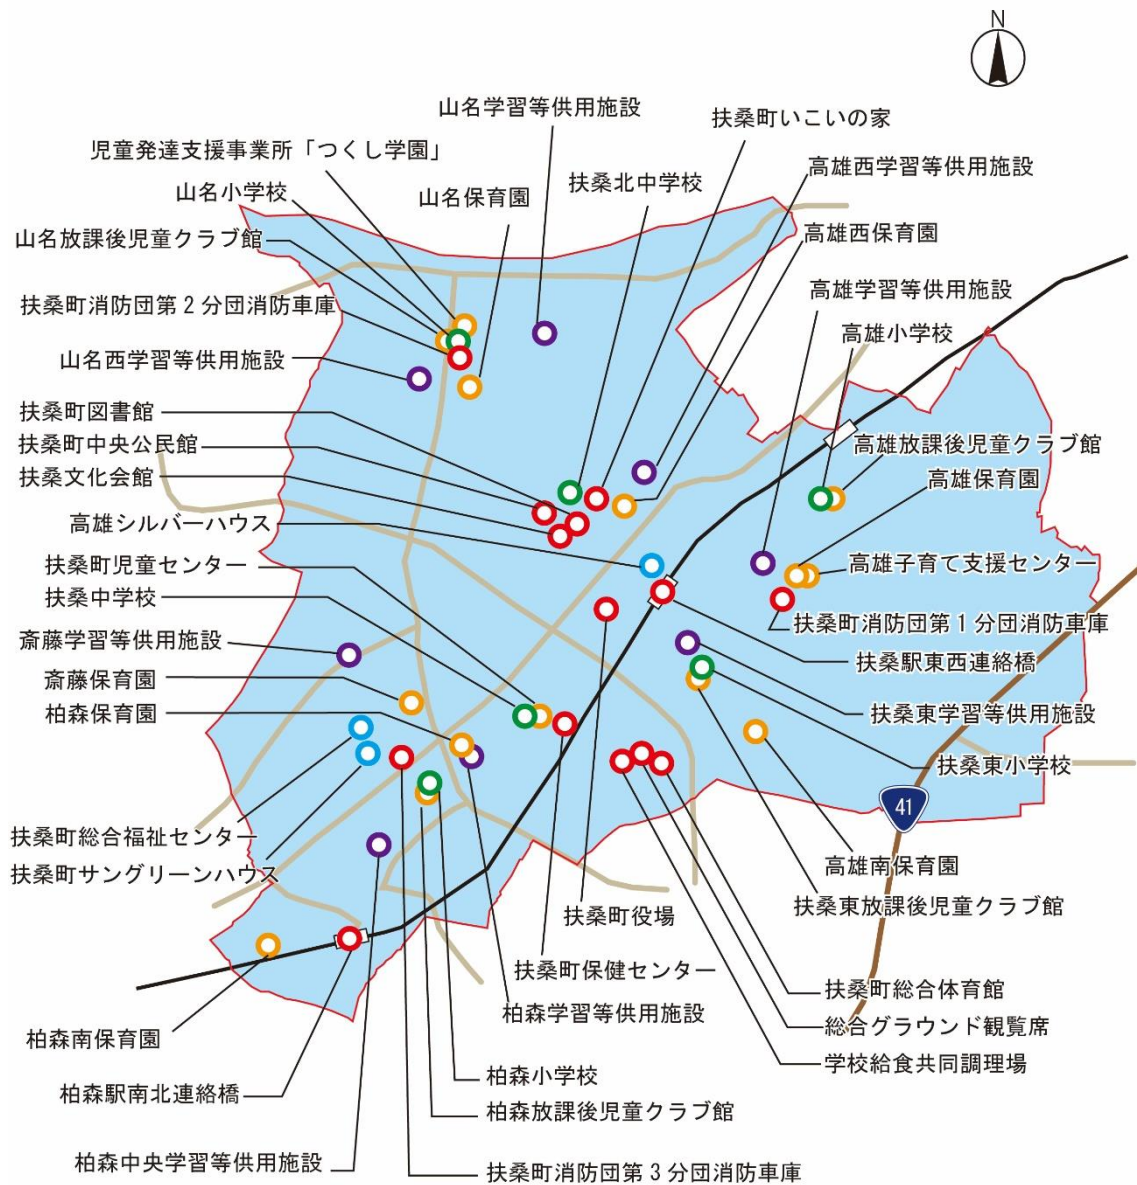 N
山名学習等供用施設
扶桑町いこいの家
児童発達支援事業所「つくし学園」
高雄西学習等供用施設
山名小学校
山名保育園
扶桑北中学校
山名放課後児童クラブ館
高雄西保育園
扶桑町消防団第2分団消防車庫
高雄学習等供用施設
高雄小学校
山名西学習等供用施設
扶桑町図書館
扶桑町中央公民館
高雄放課後児童クラブ館
扶桑文化会館
高雄保育園
高雄シルバーハウス
扶桑町児童センター
高雄子育て支援センター
扶桑中学校
扶桑町消防団第1分団消防車庫
斎藤学習等供用施設
扶桑駅東西連絡橋
斎藤保育園
柏森保育園
扶桑東学習等供用施設
扶桑東小学校
41
扶桑町総合福祉センター
扶桑町サングリーンハウス
高雄南保育園
扶桑東放課後児童クラブ館
扶桑町役場
扶桑町保健センター
扶桑町総合体育館
柏森学習等供用施設
総合グラウンド観覧席
柏森南保育園
学校給食共同調理場
柏森小学校
柏森駅南北連絡橋
柏森放課後児童クラブ館
柏森中央学習等供用施設
扶桑町消防団第3分団消防車庫